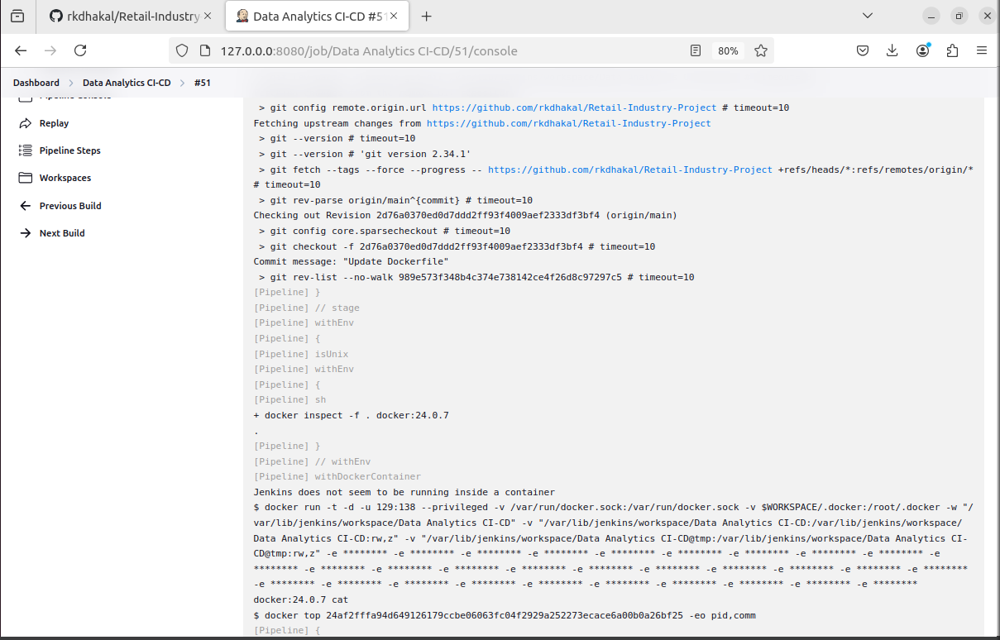 rkdhakal/Retail-Industry
Data Analytics CI-CD #51
127.0.0.0:8080/job/Data Analytics CI-CD/51/console
80%
Dashboard
Data Analytics CI-CD
#51
Pipeline Console
Replay
Pipeline Steps
Workspaces
Previous Build
Next Build
> git config remote.origin.url https://github.com/rkdhakal/Retail-Industry-Project # timeout=10
Fetching upstream changes from https://github.com/rkdhakal/Retail-Industry-Project
> git --version # timeout=10
> git --version # 'git version 2.34.1'
> git fetch --tags --force --progress -- https://github.com/rkdhakal/Retail-Industry-Project +refs/heads/*:refs/remotes/origin/*
# timeout=10
> git rev-parse origin/main^{commit} # timeout=10
Checking out Revision 2d76a0370ed0d7ddd2ff93f4009aef2333df3bf4 (origin/main)
> git config core.sparsecheckout # timeout=10
> git checkout -f 2d76a0370ed0d7ddd2ff93f4009aef2333df3bf4 # timeout=10
Commit message: "Update Dockerfile"
> git rev-list --no-walk 989e573f348b4c374e738142ce4f26d8c97297c5 # timeout=10
[Pipeline] }
[Pipeline] // stage
[Pipeline] withEnv
[Pipeline] {
[Pipeline] isUnix
[Pipeline] withEnv
[Pipeline] {
[Pipeline] sh
+ docker inspect -f . docker:24.0.7
.
[Pipeline] }
[Pipeline] // withEnv
[Pipeline] withDockerContainer
Jenkins does not seem to be running inside a container
$ docker run -t -d -u 129:138 --privileged -v /var/run/docker.sock:/var/run/docker.sock -v $WORKSPACE/.docker:/root/.docker -w "/
var/lib/jenkins/workspace/Data Analytics CI-CD" -v "/var/lib/jenkins/workspace/Data Analytics CI-CD:/var/lib/jenkins/workspace/
Data Analytics CI-CD:rw,z" -v "/var/lib/jenkins/workspace/Data Analytics CI-CD@tmp:/var/lib/jenkins/workspace/Data Analytics CI-
CD@tmp:rw,z" -e ******** -e ******** -e ******** -e ******** -e ******** -e ******** -e ******** -e ******** -e ******** -e
******** -e ******** -e ******** -e ******** -e ******** -e ******** -e ******** -e ******** -e ******** -e ******** -e ********
-e ******** -e ******** -e ******** -e ******** -e ******** -e ******** -e ******** -e ******** -e ******** -e ********
docker:24.0.7 cat
$ docker top 24af2fffa94d649126179ccbe06063fc04f2929a252273ecace6a00b0a26bf25 -eo pid,comm
[Pipeline] {